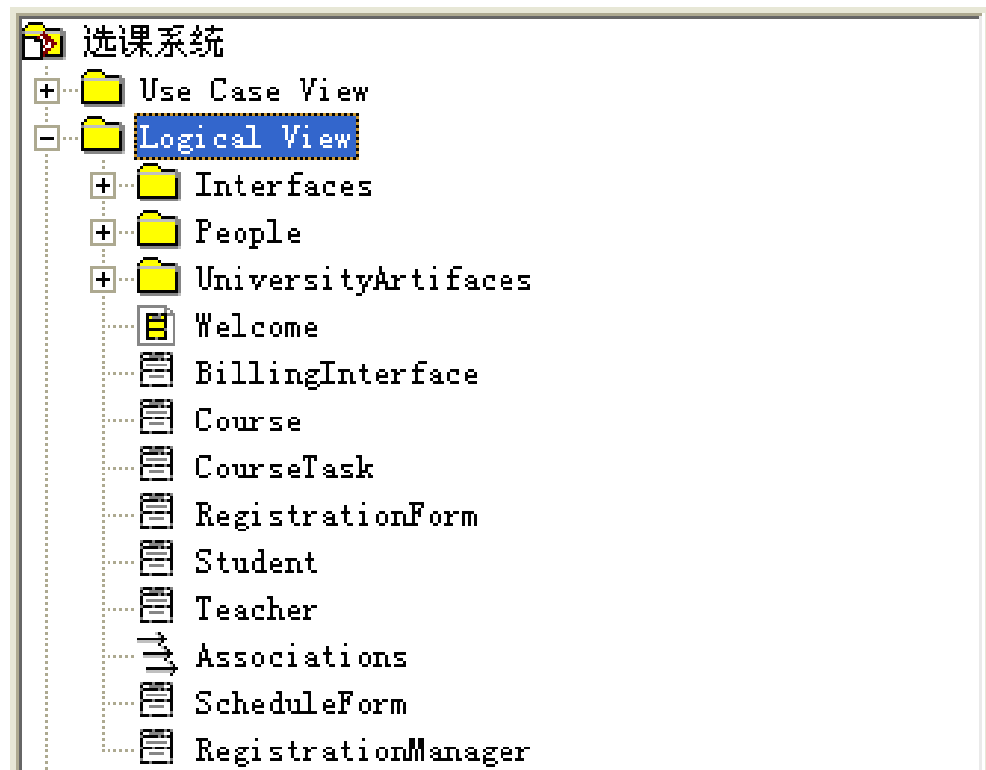 选课系统
Use Case View
Logical View
Interfaces
People
UniversityArtifaces
Welcome
BillingInterface
Course
CourseTask
RegistrationForm
Student
Teacher
Associations
ScheduleForm
RegistrationManager